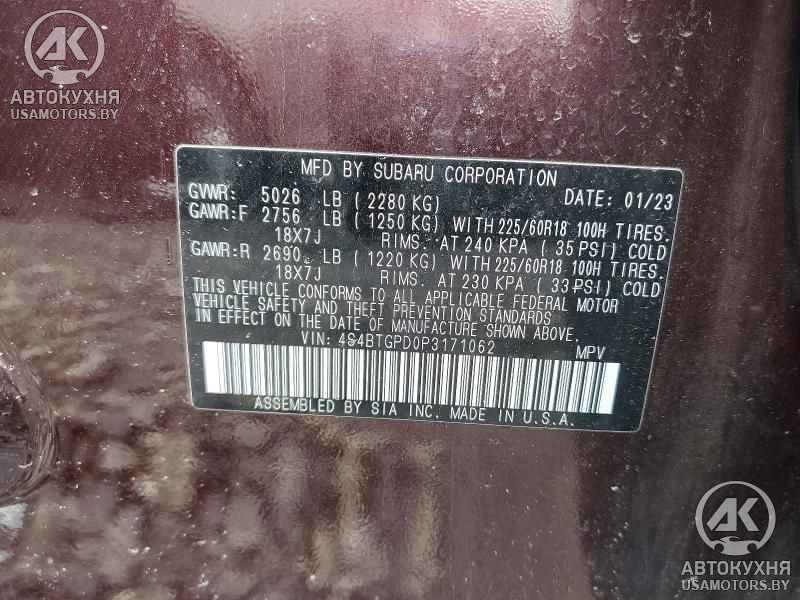 АК
АВТОКУХНЯ
USAMOTORS.BY
MFD BY SUBARU CORPORATION DATE: 01/23
GVWR: 5026 LB ( 2280 KG)
GAWR:F 2756 LB ( 1250 KG) WITH 225/60R18 100H TIRES.
18X7J RIMS. AT 240 KPA ( 35 PSI) COLD
GAWR:R 2690 LB ( 1220 KG) WITH 225/60R18 100H TIRES.
18X7J RIMS. AT 230 KPA ( 33 PSI) COLD
THIS VEHICLE CONFORMS TO ALL APPLICABLE FEDERAL MOTOR
VEHICLE SAFETY AND THEFT PREVENTION STANDARDS
IN EFFECT ON THE DATE OF MANUFACTURE SHOWN ABOVE.
VIN: 4S4BTGPD0P3171062 MPV
ASSEMBLED BY SIA INC. MADE IN U.S.A.
АК
АВТОКУХНЯ
USAMOTORS.BY